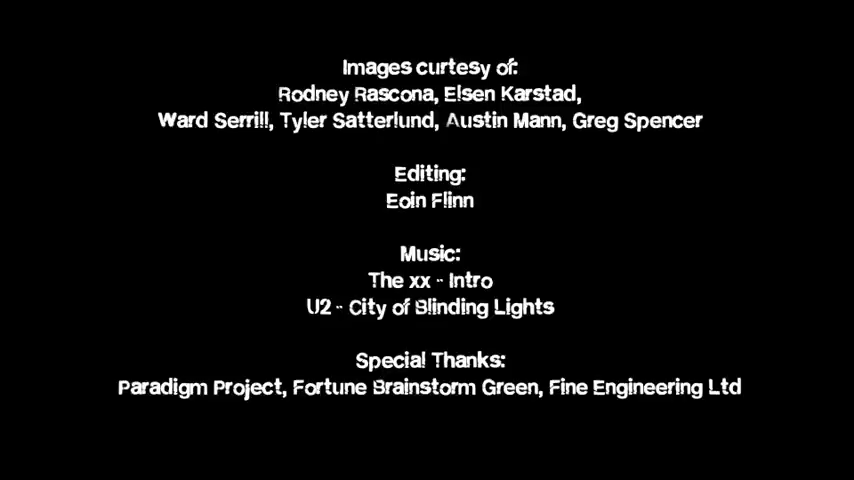 Images curtesy of:
Rodney Rascona, Elsen Karstad,
Ward Serrill, Tyler Satterlund, Austin Mann, Greg Spencer
Editing:
Eoin Flinn
Music:
The xx - Intro
U2 - City of Blinding Lights
Special Thanks:
Paradigm Project, Fortune Brainstorm Green, Fine Engineering Ltd